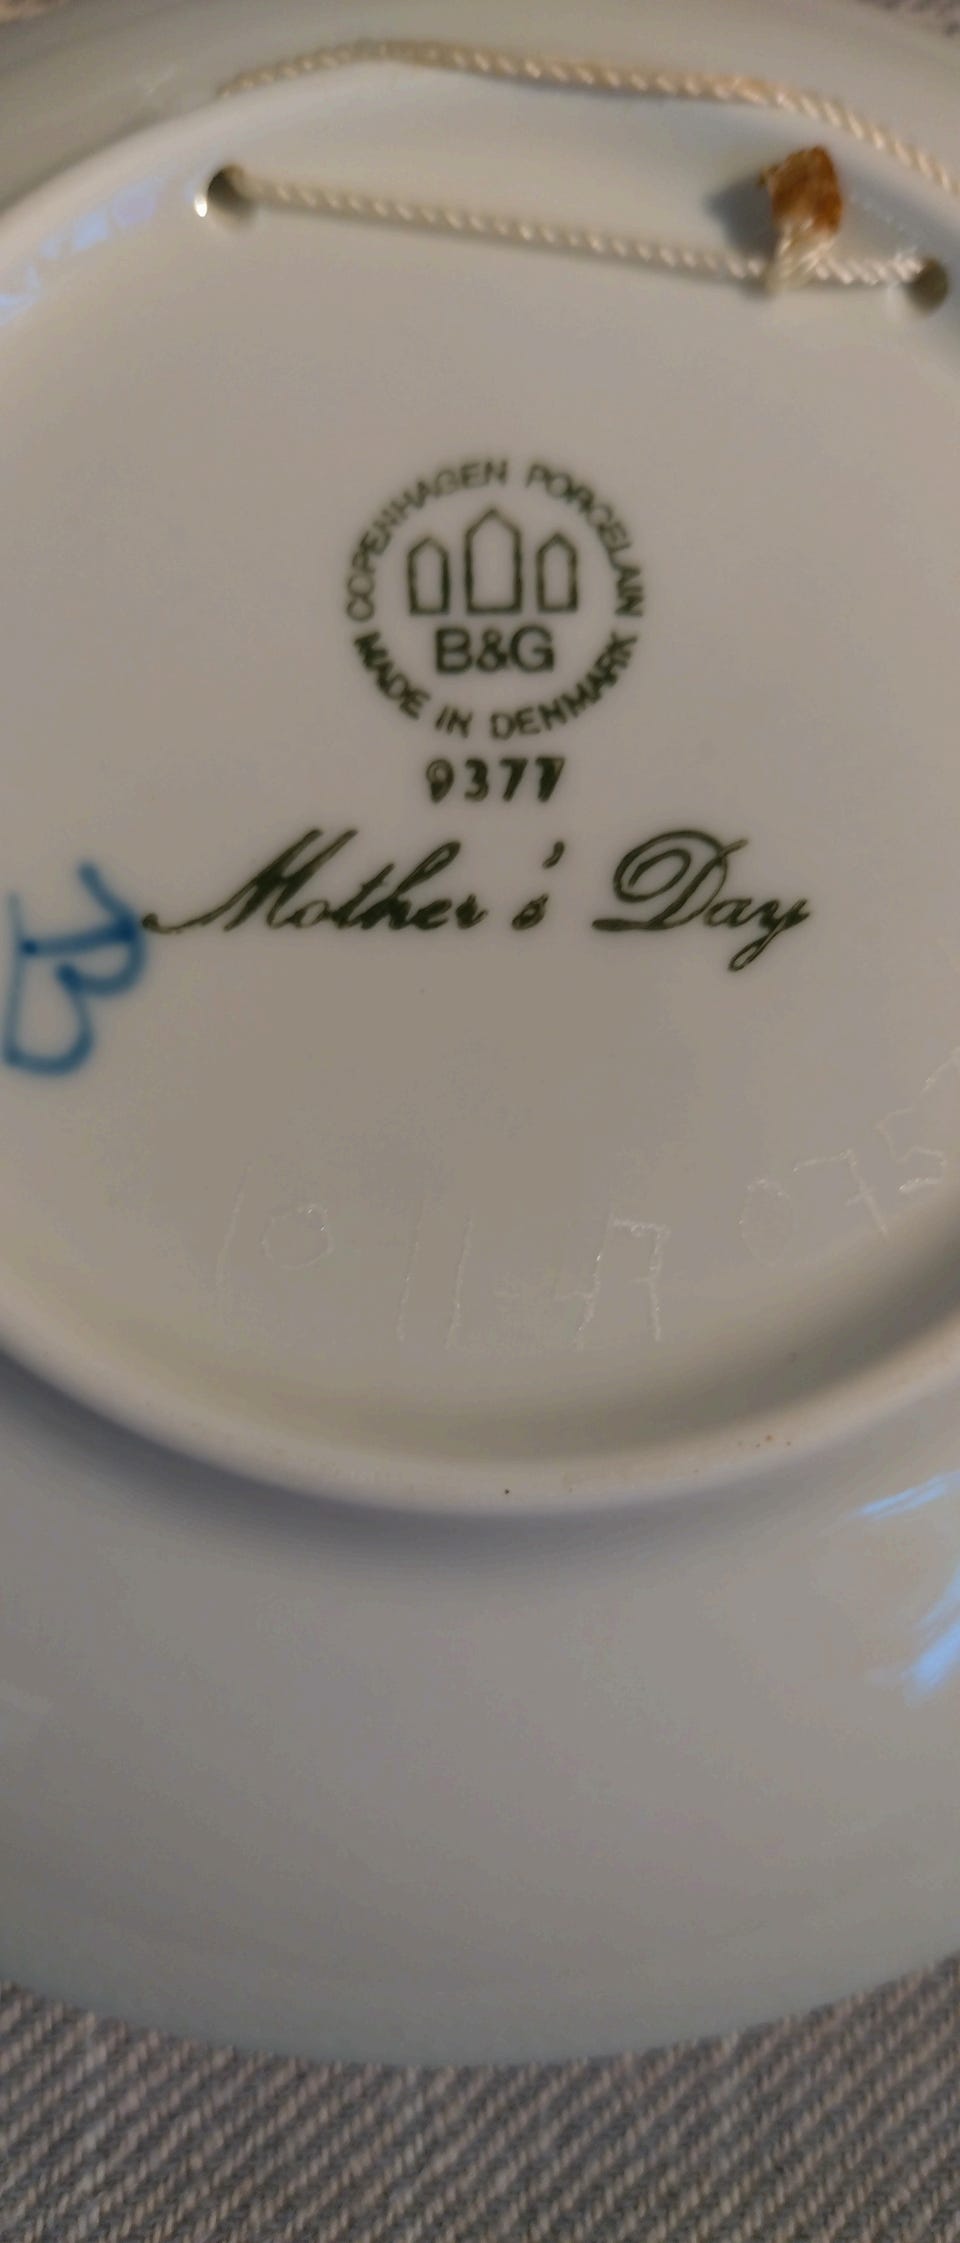 COPENHAGEN PORCELAIN
B&G
MADE IN DENMARK
9377
Mother's Day
B